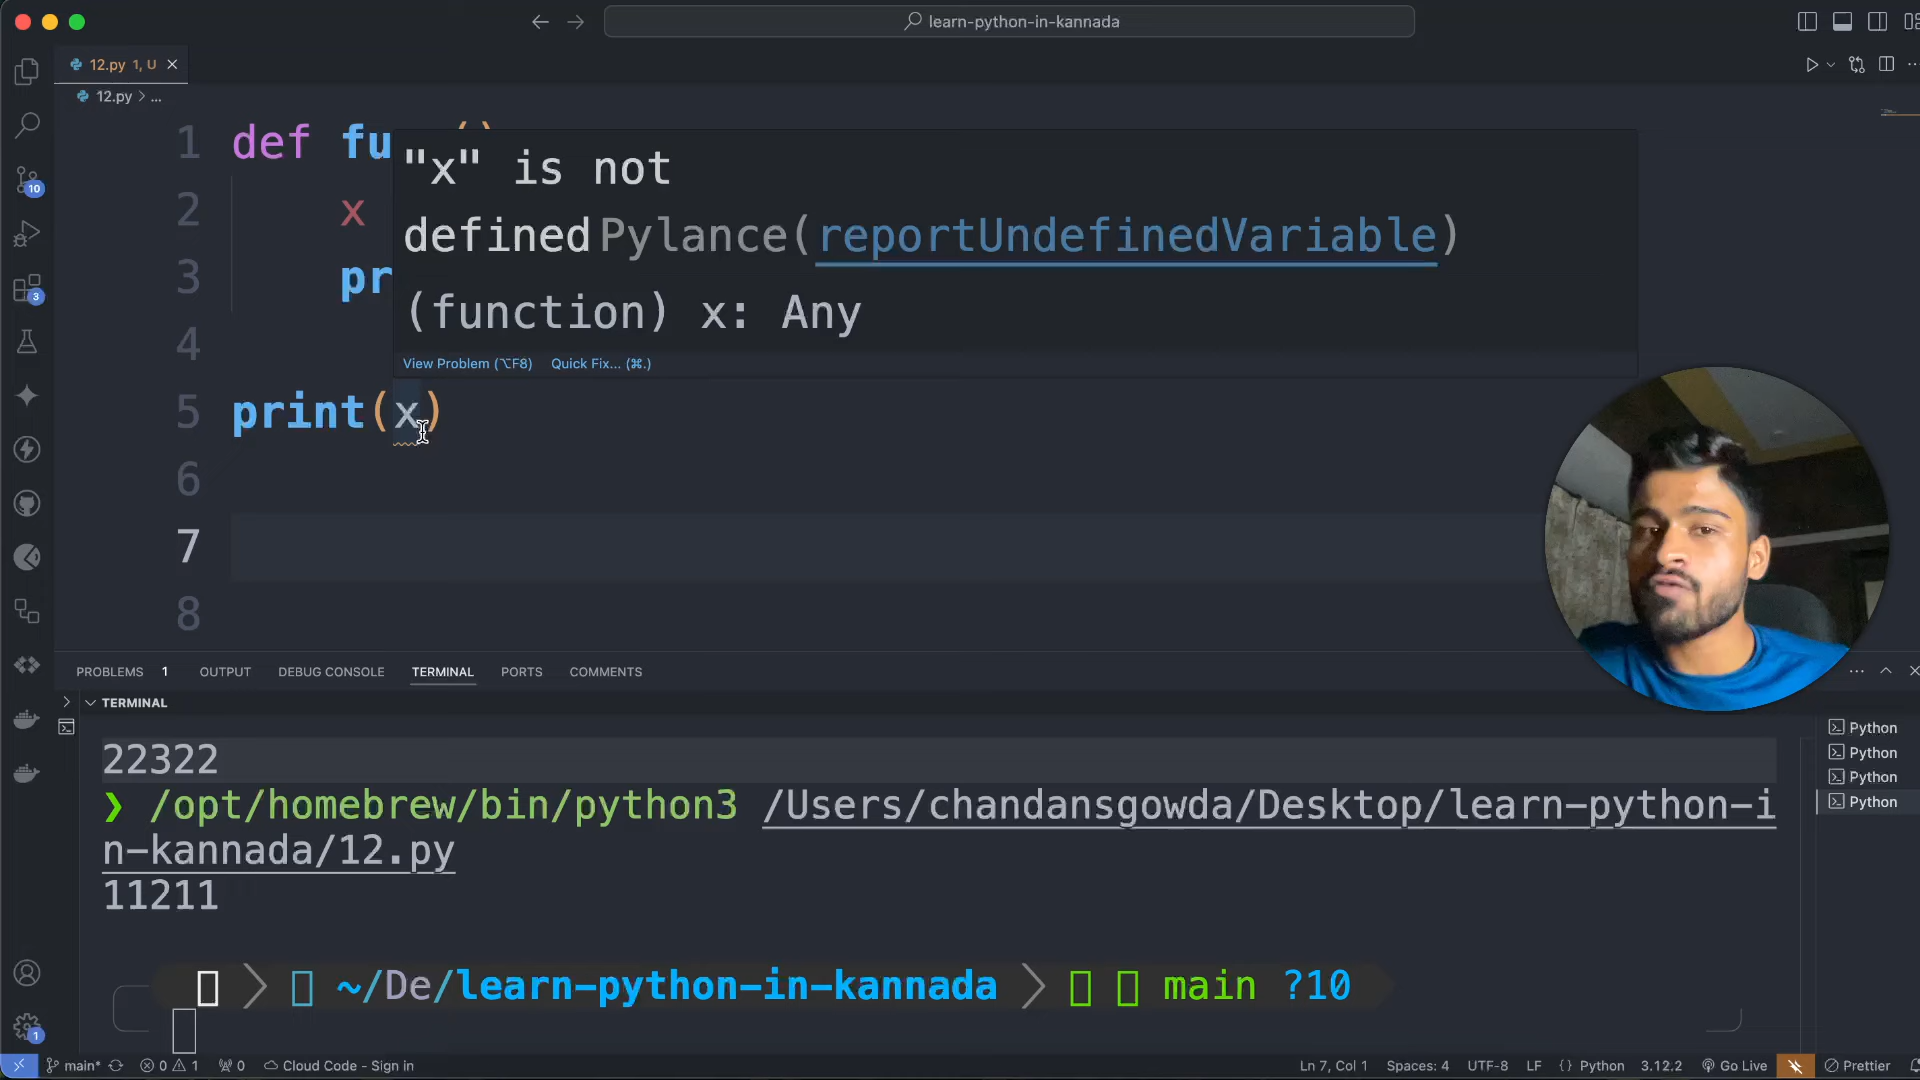 learn-python-in-kannada
12.py 1, U
12.py > ...
1 def fu ()
"x" is not
2 x
definedPylance(reportUndefinedVariable)
3 pr
(function) x: Any
4
View Problem (⌥F8) Quick Fix... (⌘.)
5 print(x)
6
7
8
10
3
1
PROBLEMS 1 OUTPUT DEBUG CONSOLE TERMINAL PORTS COMMENTS
TERMINAL
22322
❯ /opt/homebrew/bin/python3 /Users/chandansgowda/Desktop/learn-python-i
n-kannada/12.py
11211
~/De/learn-python-in-kannada main ?10
Python
Python
Python
Python
main* 0 1 0 Cloud Code - Sign in Ln 7, Col 1 Spaces: 4 UTF-8 LF {} Python 3.12.2 Go Live Prettier